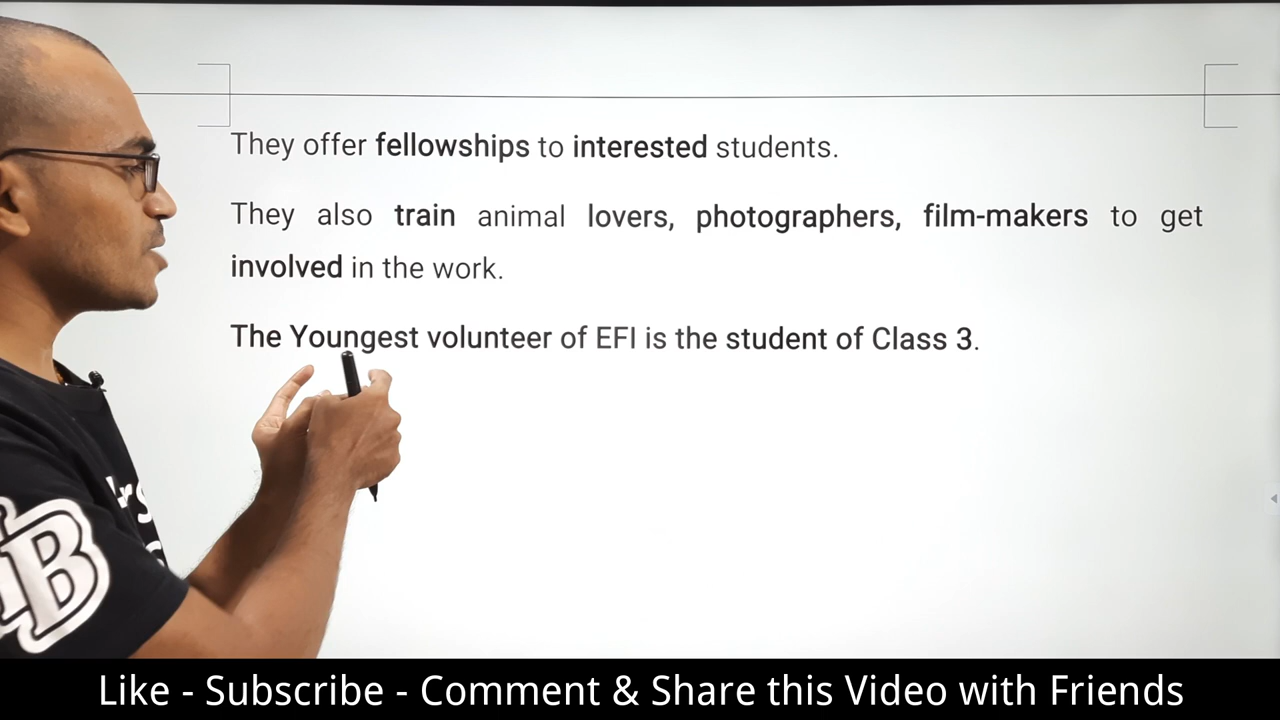 They offer fellowships to interested students.
They also train animal lovers, photographers, film-makers to get
involved in the work.
The Youngest volunteer of EFI is the student of Class 3.
B
Like - Subscribe - Comment & Share this Video with Friends